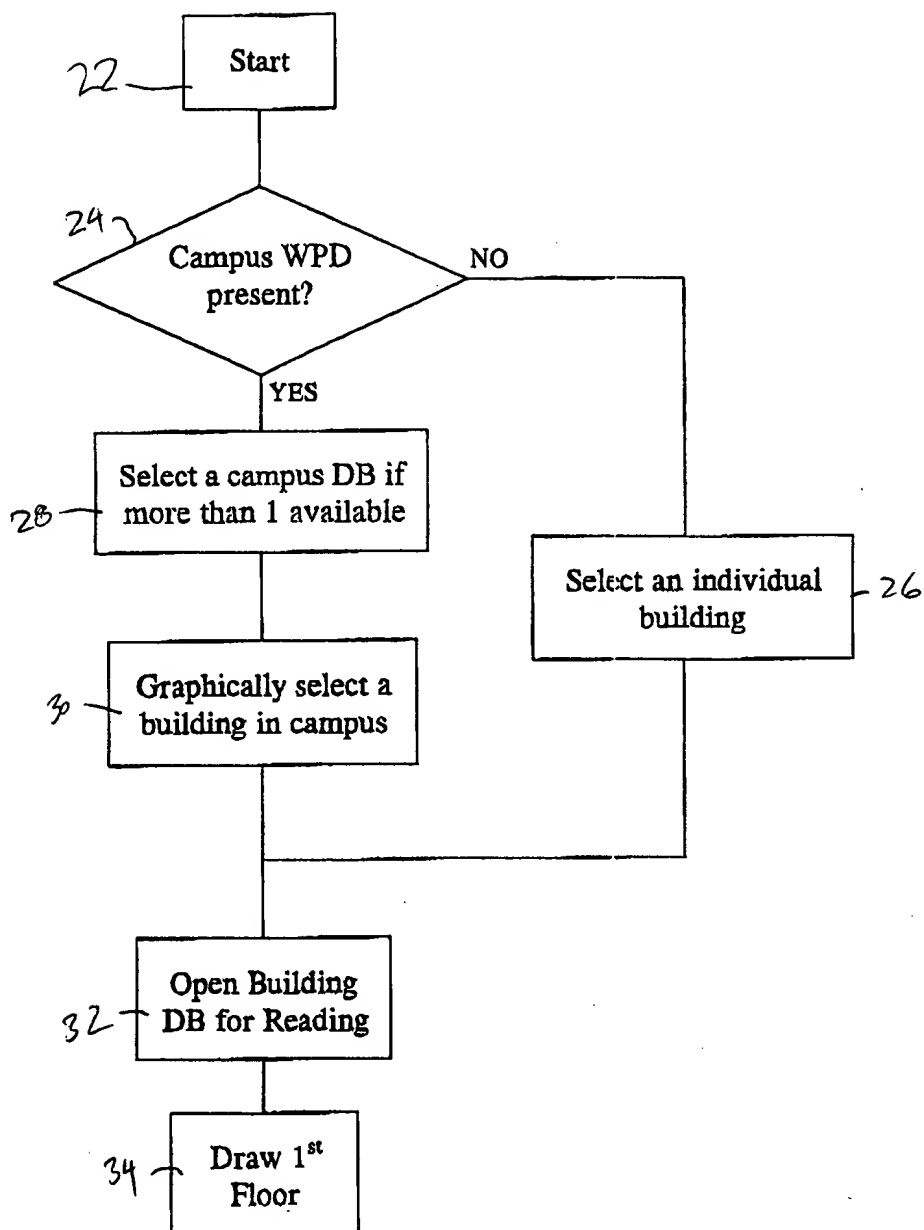 Start
22
24
Campus WPD
present?
NO
YES
Select a campus DB if
more than 1 available
28
Select an individual
building
26
Graphically select a
building in campus
30
Open Building
DB for Reading
32
Draw 1st
Floor
34